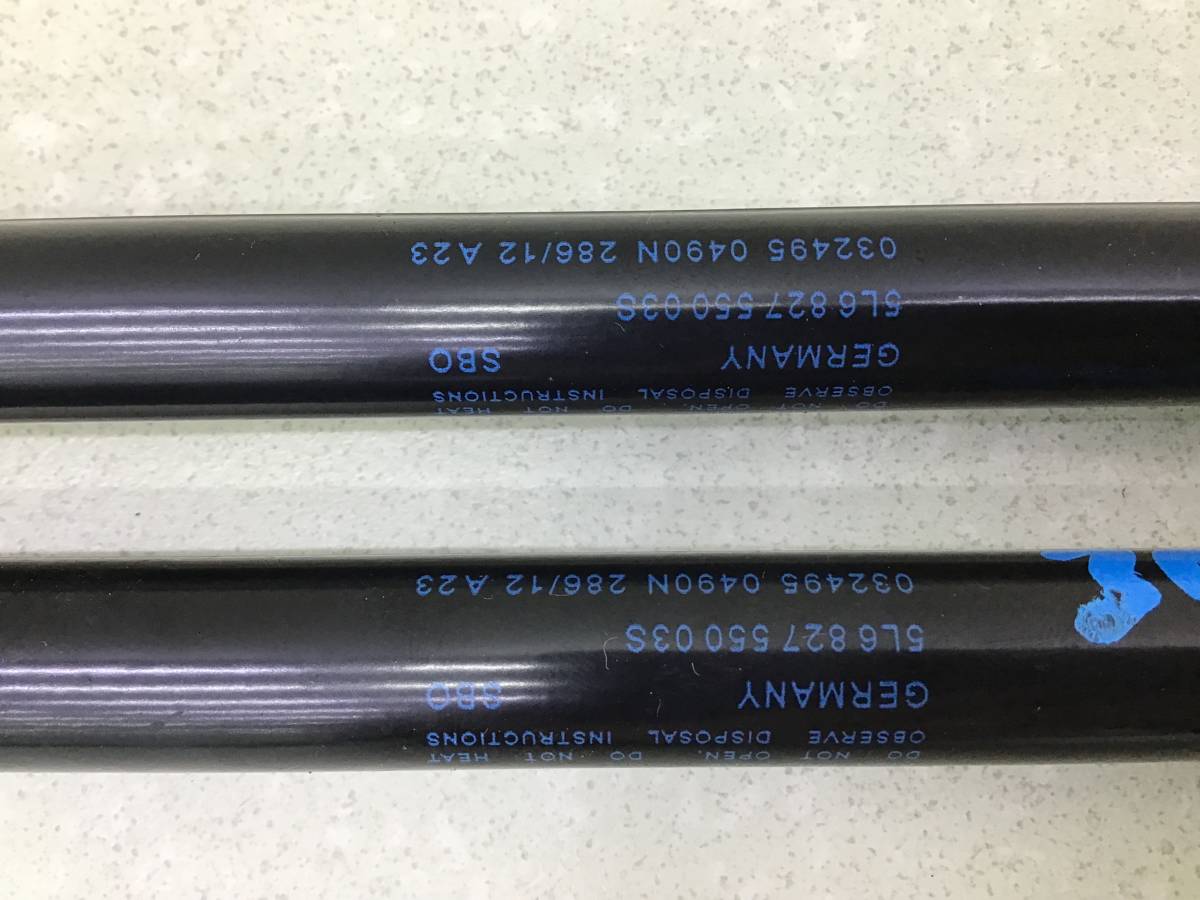 DO NOT OPEN. DO NOT HEAT
OBSERVE DISPOSAL INSTRUCTIONS
GERMANY SBO
5L6 827 550 03S
032495 0490N 286/12 A23
DO NOT OPEN. DO NOT HEAT
OBSERVE DISPOSAL INSTRUCTIONS
GERMANY SBO
5L6 827 550 03S
032495 0490N 286/12 A23